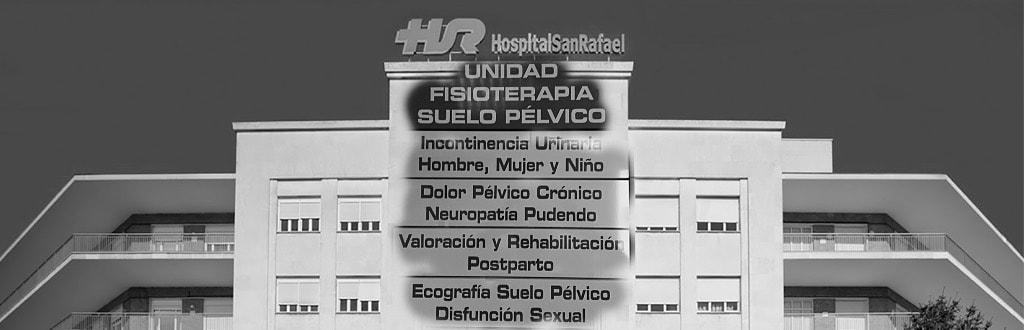 HSR HospitalSanRafael
UNIDAD
FISIOTERAPIA
SUELO PÉLVICO
Incontinencia Urinaria
Hombre, Mujer y Niño
Dolor Pélvico Crónico
Neuropatía Pudendo
Valoración y Rehabilitación
Postparto
Ecografía Suelo Pélvico
Disfunción Sexual